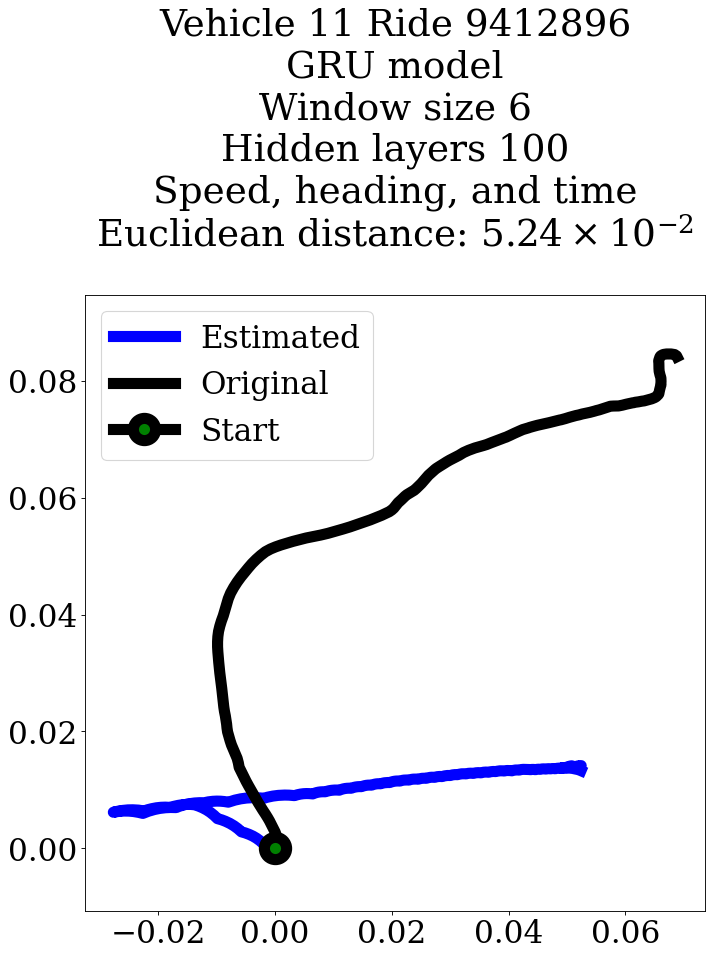 Vehicle 11 Ride 9412896
GRU model
Window size 6
Hidden layers 100
Speed, heading, and time
Euclidean distance: 5.24 × 10⁻²
Estimated
Original
Start
0.08
0.06
0.04
0.02
0.00
−0.02 0.00 0.02 0.04 0.06